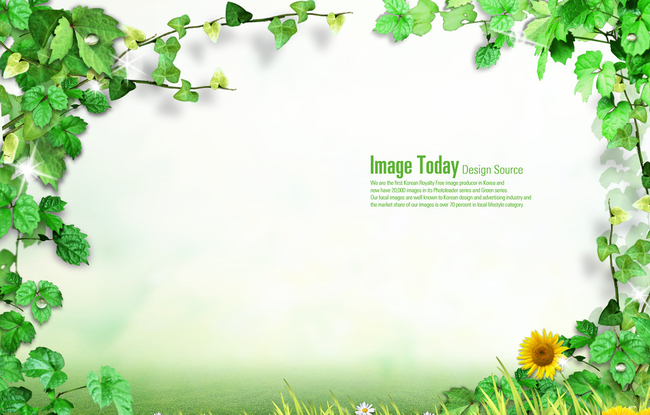 Image Today Design Source
We are the first Korean Royalty Free image producer in Korea and
now have 20,000 images in its Photoleader series and Green series.
Our local images are well known to Korean design and advertising industry and
the market share of our images is over 70 percent in local lifestyle category.